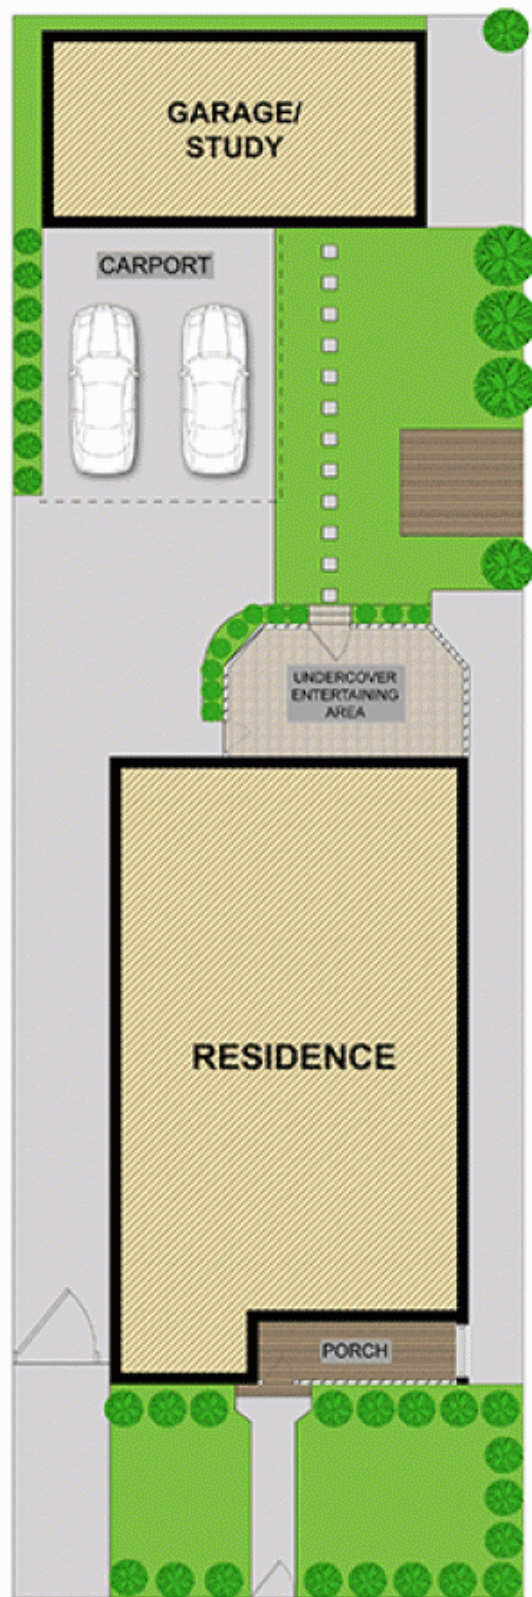 GARAGE/
STUDY
CARPORT
UNDERCOVER
ENTERTAINING
AREA
RESIDENCE
PORCH